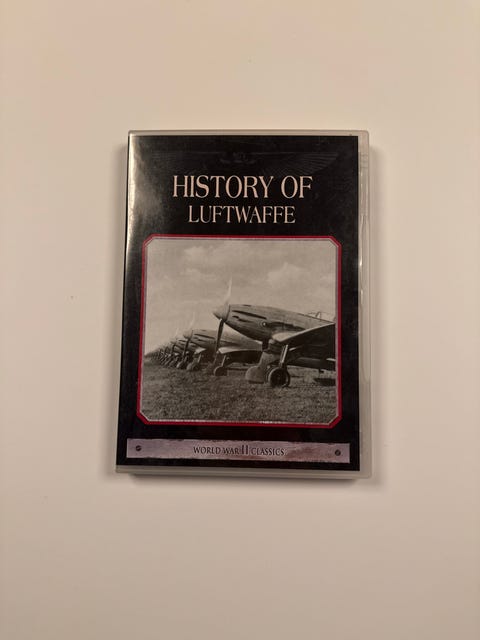 HISTORY OF
LUFTWAFFE
WORLD WAR II CLASSICS